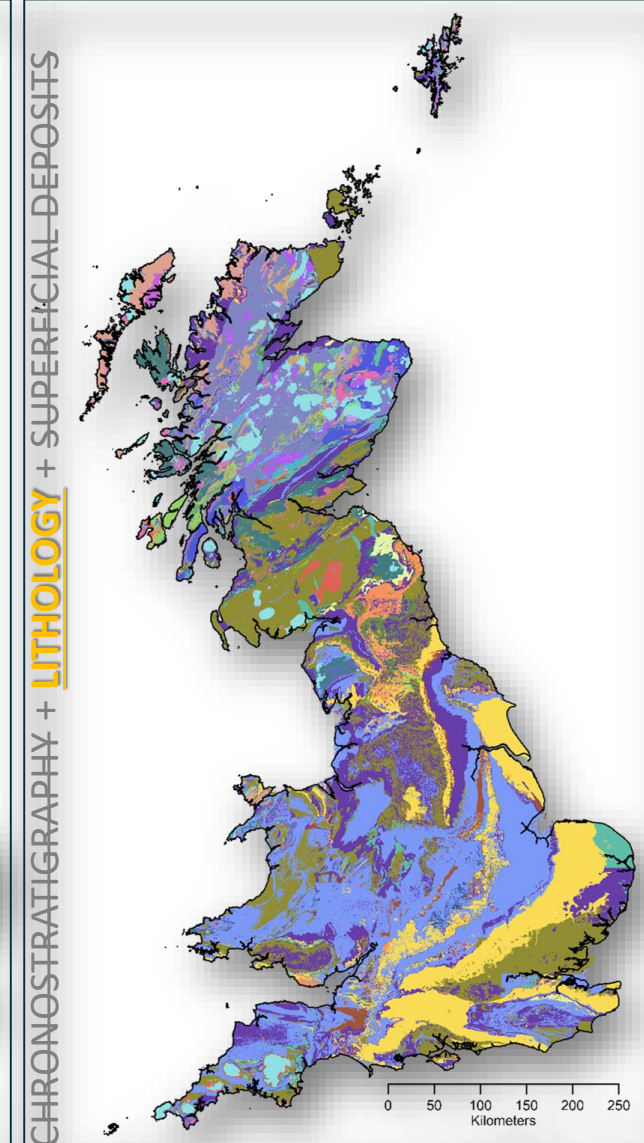 CHRONOSTRATIGRAPHY + LITHOLOGY + SUPERFICIAL DEPOSITS
0 50 100 150 200 250
Kilometers